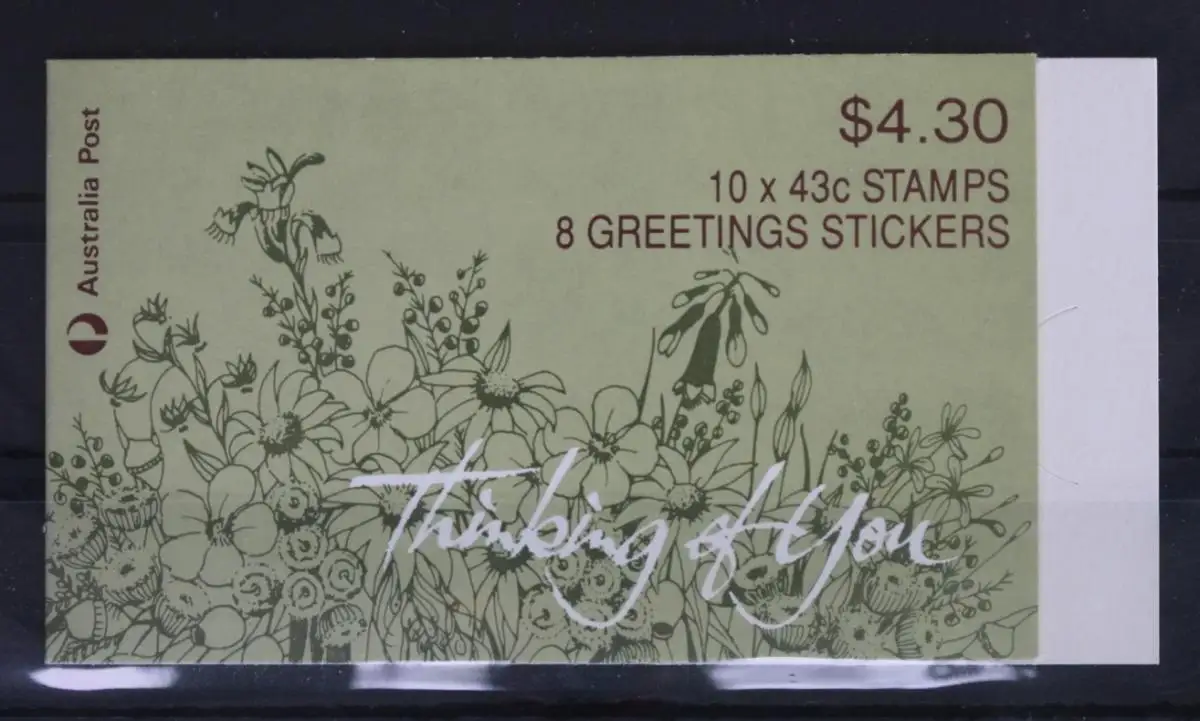 Australia Post
$4.30
10 x 43c STAMPS
8 GREETINGS STICKERS
Thinking of You